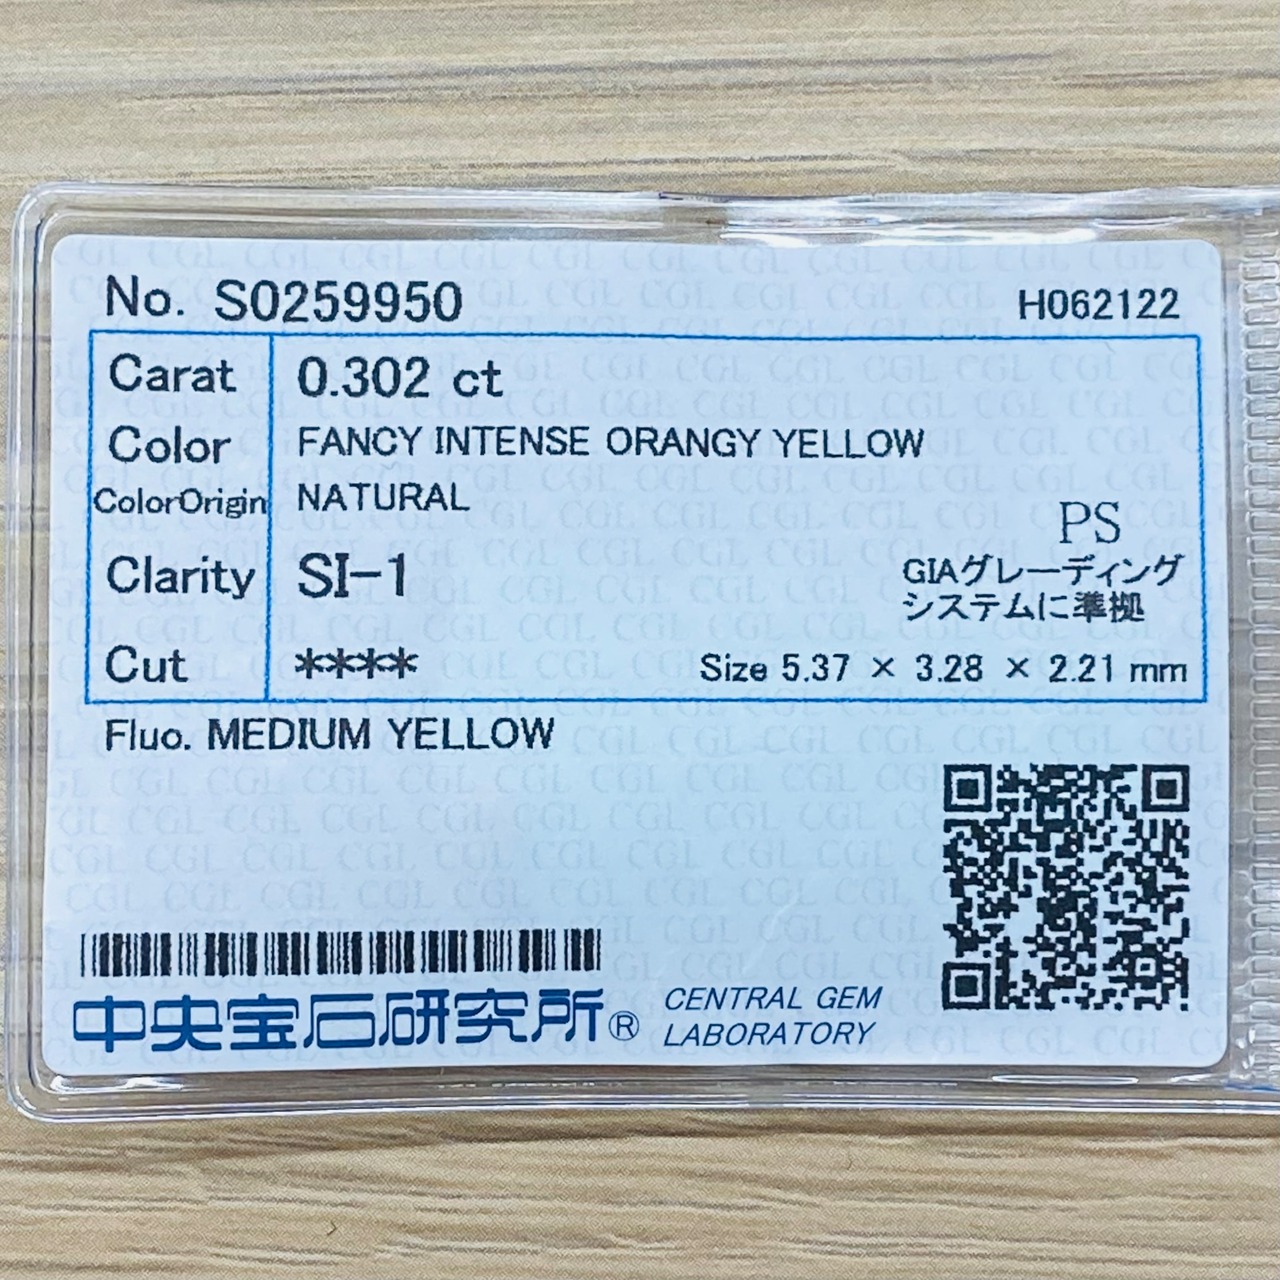 No. S0259950
H062122
Carat 0.302 ct
Color FANCY INTENSE ORANGY YELLOW
ColorOrigin NATURAL
PS
Clarity SI-1
GIAグレーディング
システムに準拠
Cut ****
Size 5.37 × 3.28 × 2.21 mm
Fluo. MEDIUM YELLOW
中央宝石研究所®
CENTRAL GEM
LABORATORY